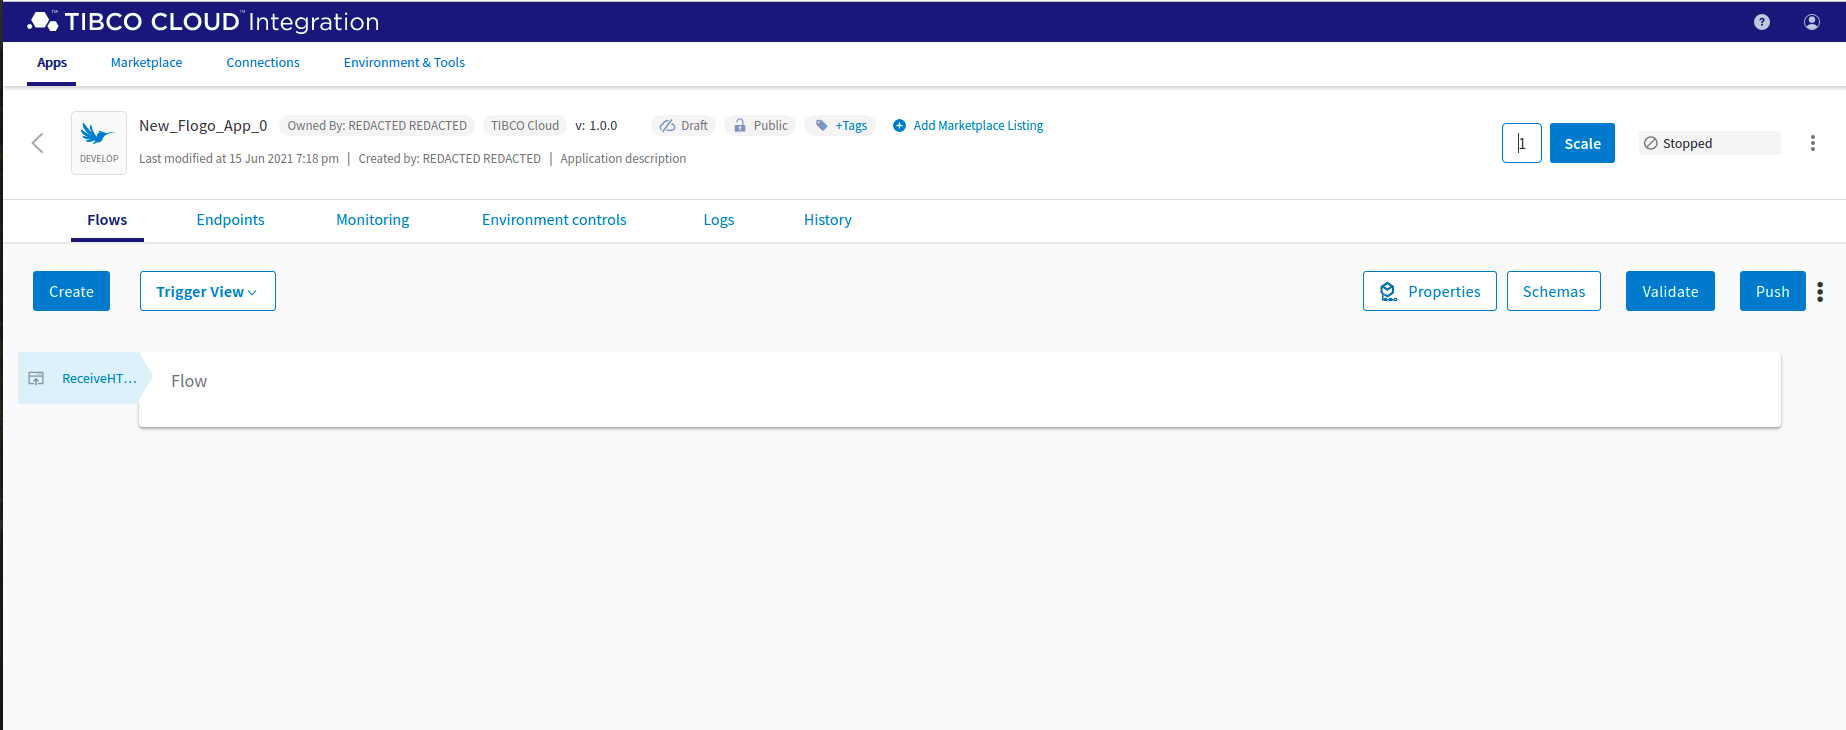 TIBCO CLOUD™ Integration
Apps Marketplace Connections Environment & Tools
DEVELOP
New_Flogo_App_0 Owned By: REDACTED REDACTED TIBCO Cloud v: 1.0.0 Draft Public +Tags Add Marketplace Listing
Last modified at 15 Jun 2021 7:18 pm | Created by: REDACTED REDACTED | Application description
1 Scale Stopped
Flows Endpoints Monitoring Environment controls Logs History
Create Trigger View Properties Schemas Validate Push
ReceiveHT... Flow